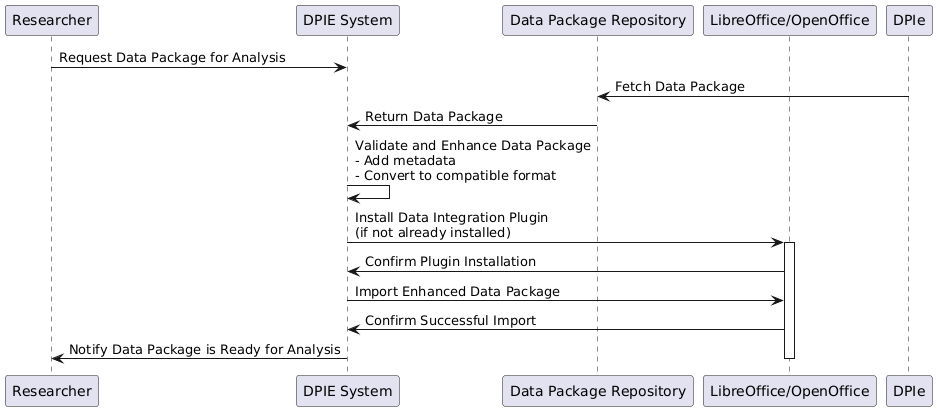 Researcher
DPIE System
Data Package Repository
LibreOffice/OpenOffice
DPIe
Request Data Package for Analysis
Fetch Data Package
Return Data Package
Validate and Enhance Data Package
- Add metadata
- Convert to compatible format
Install Data Integration Plugin
(if not already installed)
Confirm Plugin Installation
Import Enhanced Data Package
Confirm Successful Import
Notify Data Package is Ready for Analysis
Researcher
DPIE System
Data Package Repository
LibreOffice/OpenOffice
DPIe